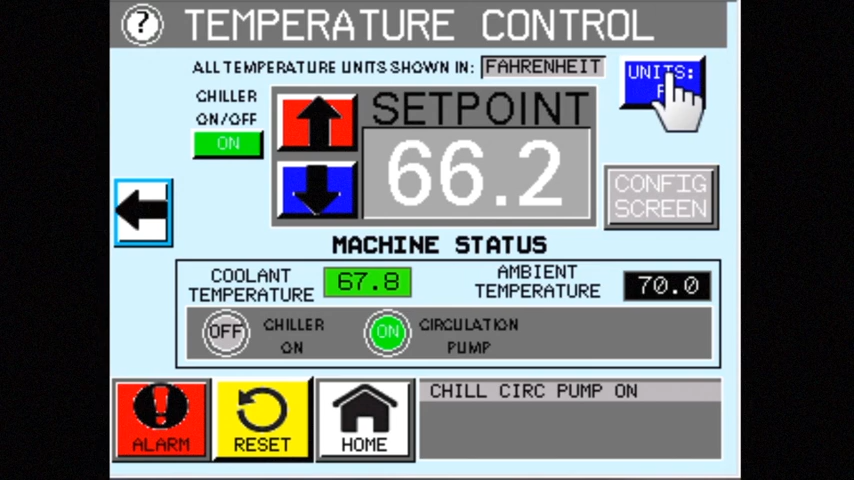 ? TEMPERATURE CONTROL
ALL TEMPERATURE UNITS SHOWN IN: FAHRENHEIT
UNITS:
F
CHILLER
ON/OFF
ON
SETPOINT
66.2
CONFIG
SCREEN
MACHINE STATUS
COOLANT
TEMPERATURE
67.8
AMBIENT
TEMPERATURE
70.0
OFF
CHILLER
ON
ON
CIRCULATION
PUMP
ALARM
RESET
HOME
CHILL CIRC PUMP ON